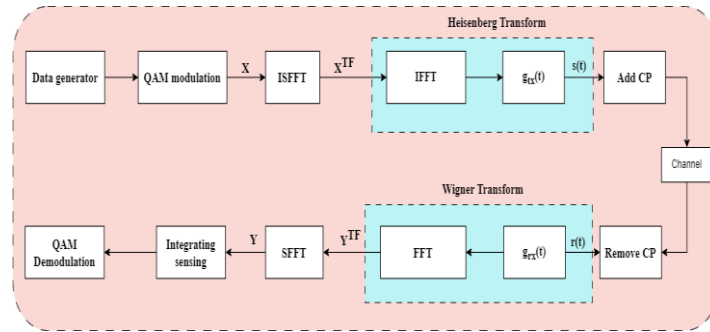 Heisenberg Transform
Data generator
QAM modulation
X
ISFFT
X^TF
IFFT
g_tx(t)
s(t)
Add CP
Channel
Wigner Transform
QAM
Demodulation
Integrating
sensing
Y
SFFT
Y^TF
FFT
g_rx(t)
r(t)
Remove CP